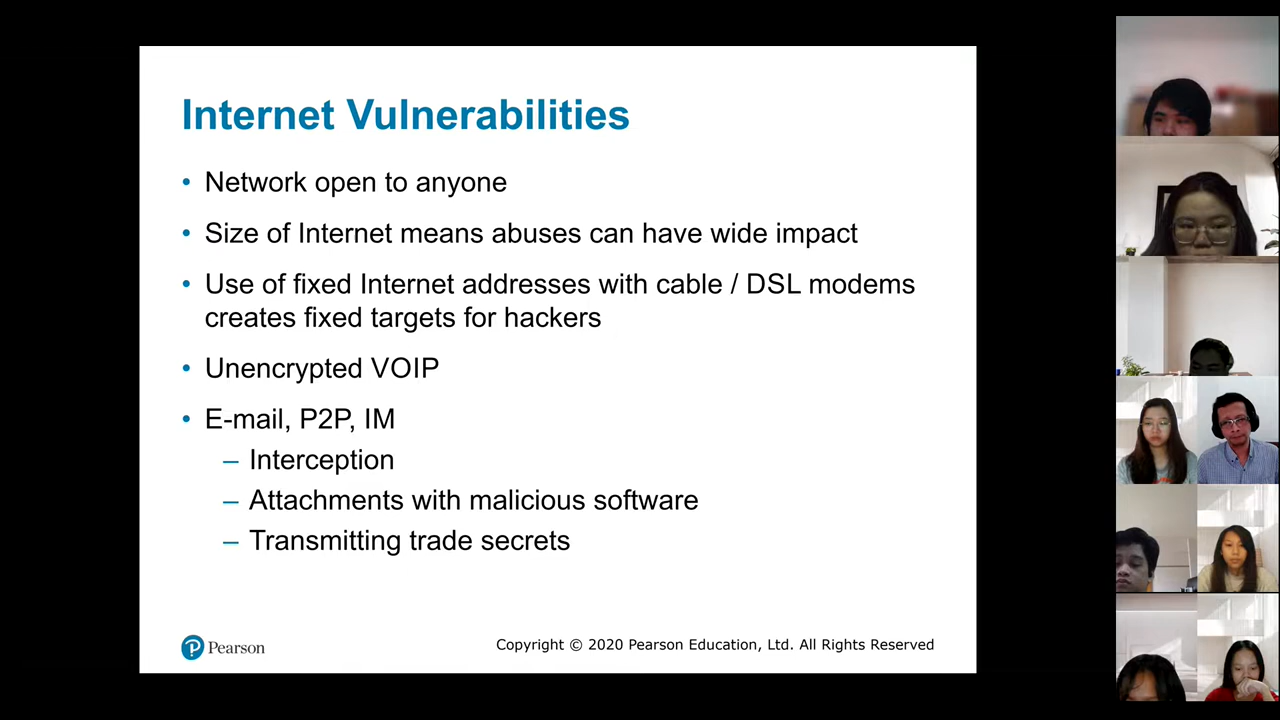 Internet Vulnerabilities
• Network open to anyone
• Size of Internet means abuses can have wide impact
• Use of fixed Internet addresses with cable / DSL modems
creates fixed targets for hackers
• Unencrypted VOIP
• E-mail, P2P, IM
– Interception
– Attachments with malicious software
– Transmitting trade secrets
P Pearson
Copyright © 2020 Pearson Education, Ltd. All Rights Reserved